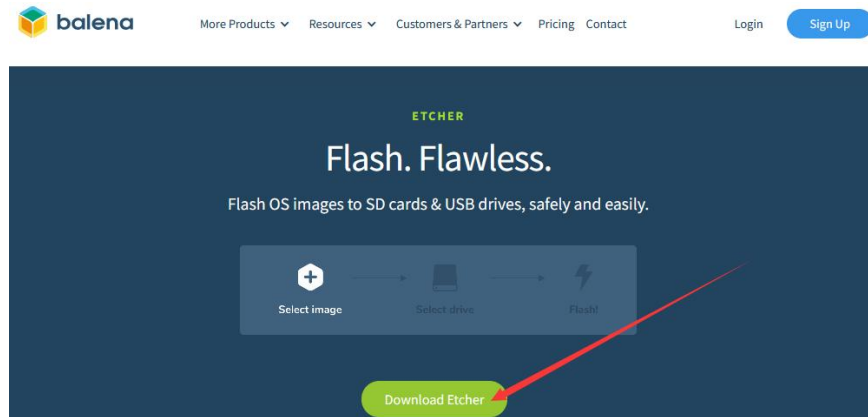 balena More Products Resources Customers & Partners Pricing Contact Login Sign Up
ETCHER
Flash. Flawless.
Flash OS images to SD cards & USB drives, safely and easily.
Select image Select drive Flash!
Download Etcher